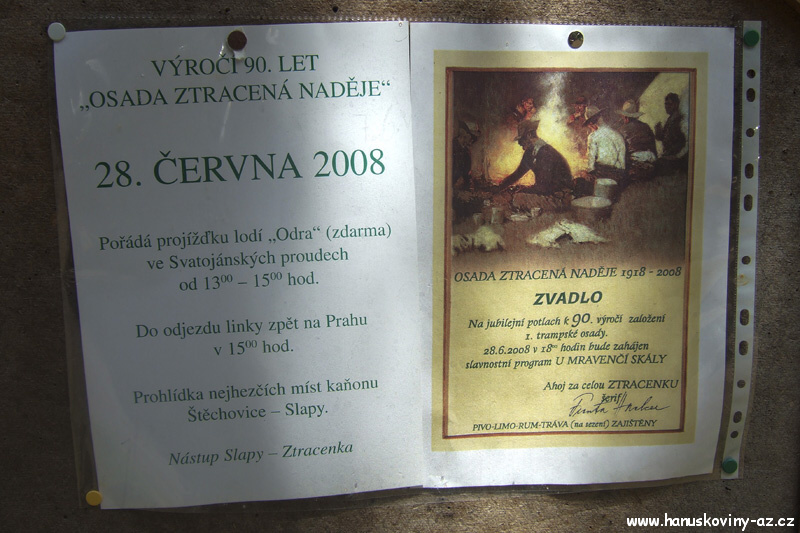 VÝROČÍ 90. LET
„OSADA ZTRACENÁ NADĚJE“
28. ČERVNA 2008
Pořádá projížďku lodí „Odra“ (zdarma)
ve Svatojánských proudech
od 13⁰⁰ – 15⁰⁰ hod.
Do odjezdu linky zpět na Prahu
v 15⁰⁰ hod.
Prohlídka nejhezčích míst kaňonu
Štěchovice – Slapy.
Nástup Slapy – Ztracenka
OSADA ZTRACENÁ NADĚJE 1918 - 2008
ZVADLO
Na jubilejní potlach k 90. výročí založení
1. trampské osady.
28.6.2008 v 18⁰⁰ hodin bude zahájen
slavnostní program U MRAVENČÍ SKÁLY
Ahoj za celou ZTRACENKU
šerif
PIVO-LIMO-RUM-TRÁVA (na sezení) ZAJIŠTĚNY
www.hanuskoviny-az.cz